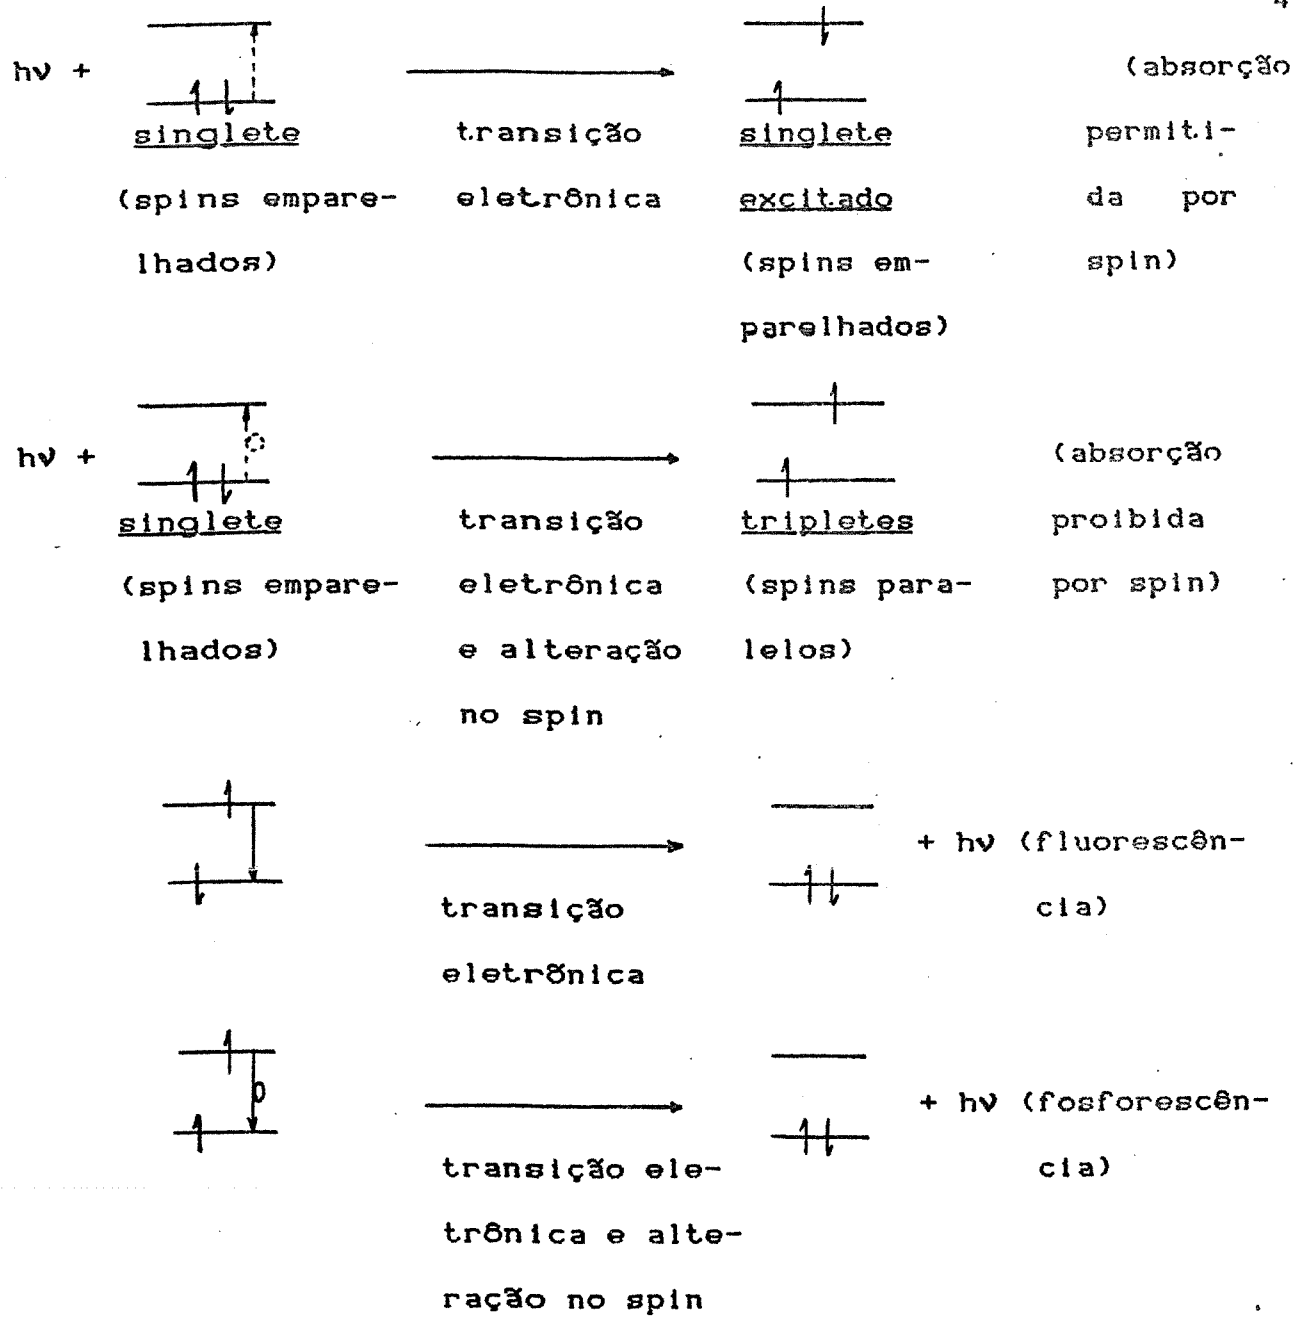 4
hν +
(absorção
singlete transição singlete permiti-
(spins empare- eletrônica excitado da por
lhados) (spins em- spin)
parelhados)
hν + (absorção
singlete transição tripletes proibida
(spins empare- eletrônica (spins para- por spin)
lhados) e alteração lelos)
no spin
+ hν (fluorescên-
transição cia)
eletrônica
+ hν (fosforescên-
transição ele- cia)
trônica e alte-
ração no spin